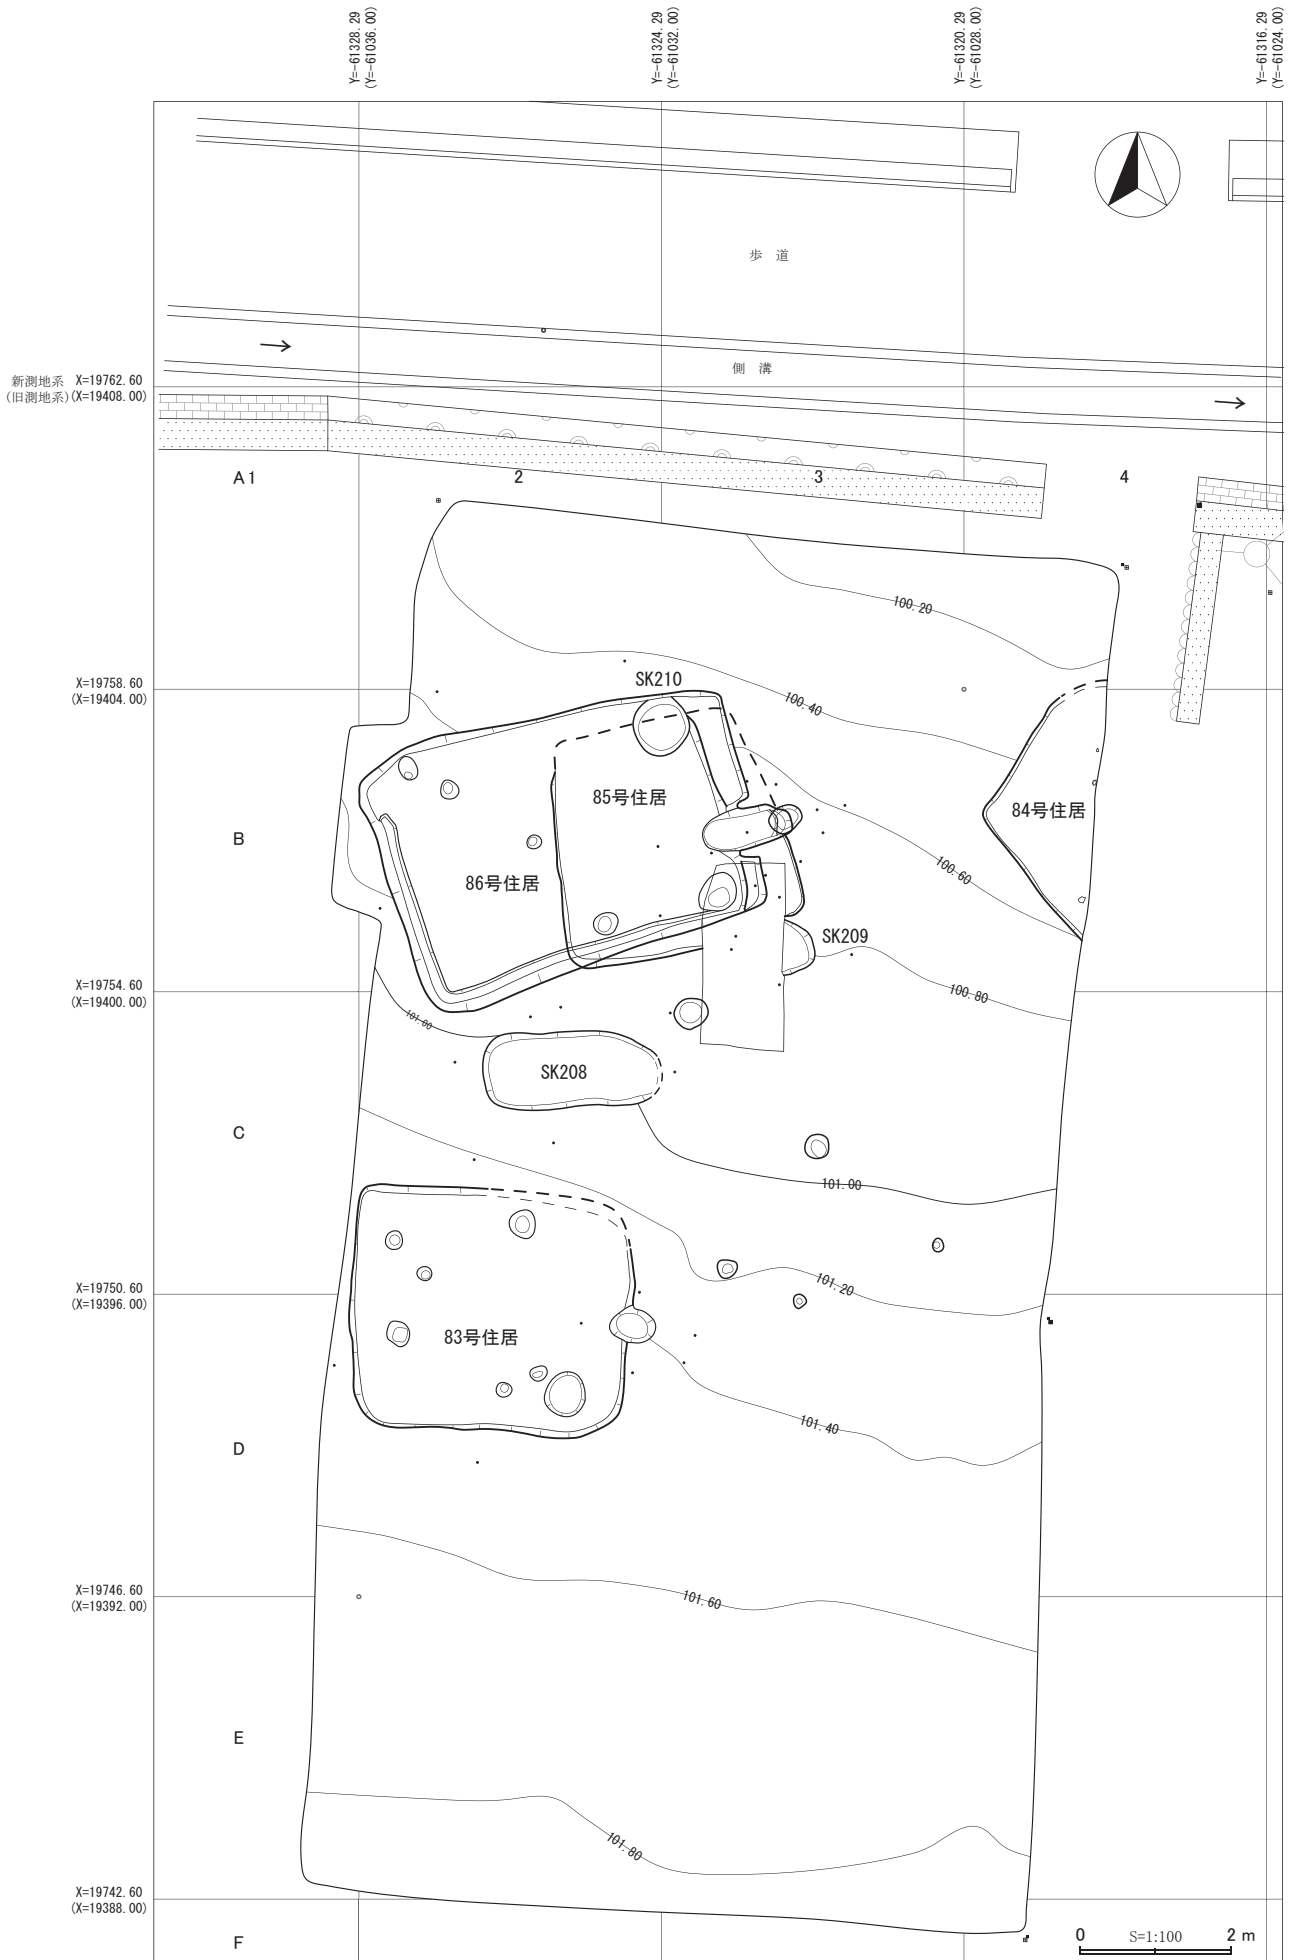 Y=-61328.29
(Y=-61036.00)
Y=-61324.29
(Y=-61032.00)
Y=-61320.29
(Y=-61028.00)
Y=-61316.29
(Y=-61024.00)
歩 道
側 溝
新測地系 X=19762.60
(旧測地系)(X=19408.00)
A1
2
3
4
100.20
X=19758.60
(X=19404.00)
SK210
100.40
85号住居
84号住居
B
86号住居
100.60
SK209
X=19754.60
(X=19400.00)
100.80
101.00
SK208
C
101.00
X=19750.60
(X=19396.00)
101.20
83号住居
101.40
D
X=19746.60
(X=19392.00)
101.60
E
101.80
X=19742.60
(X=19388.00)
F
0 S=1:100 2 m